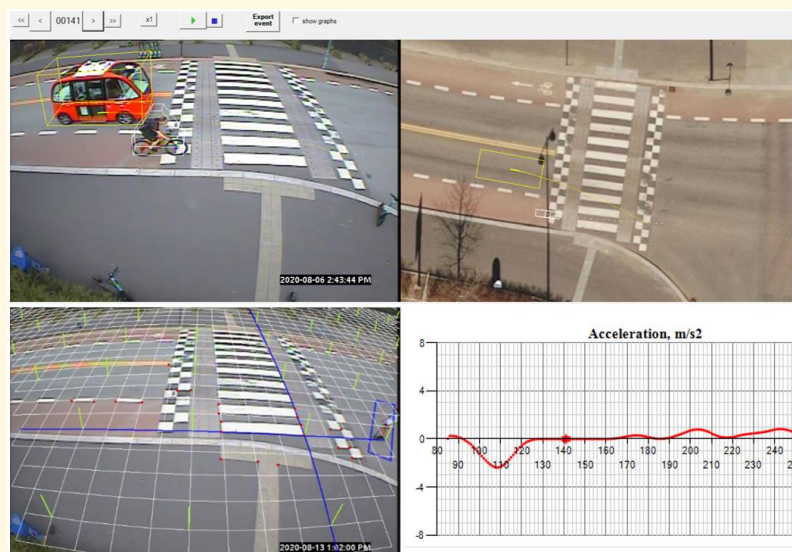 << < 00141 > >> x1 Export event show graphs
2020-08-06 2:43:44 PM
2020-08-13 1:02:00 PM
Acceleration, m/s2
8
4
0
80 100 120 140 160 180 200 220 240
90 110 130 150 170 190 210 230 2
-4
-8